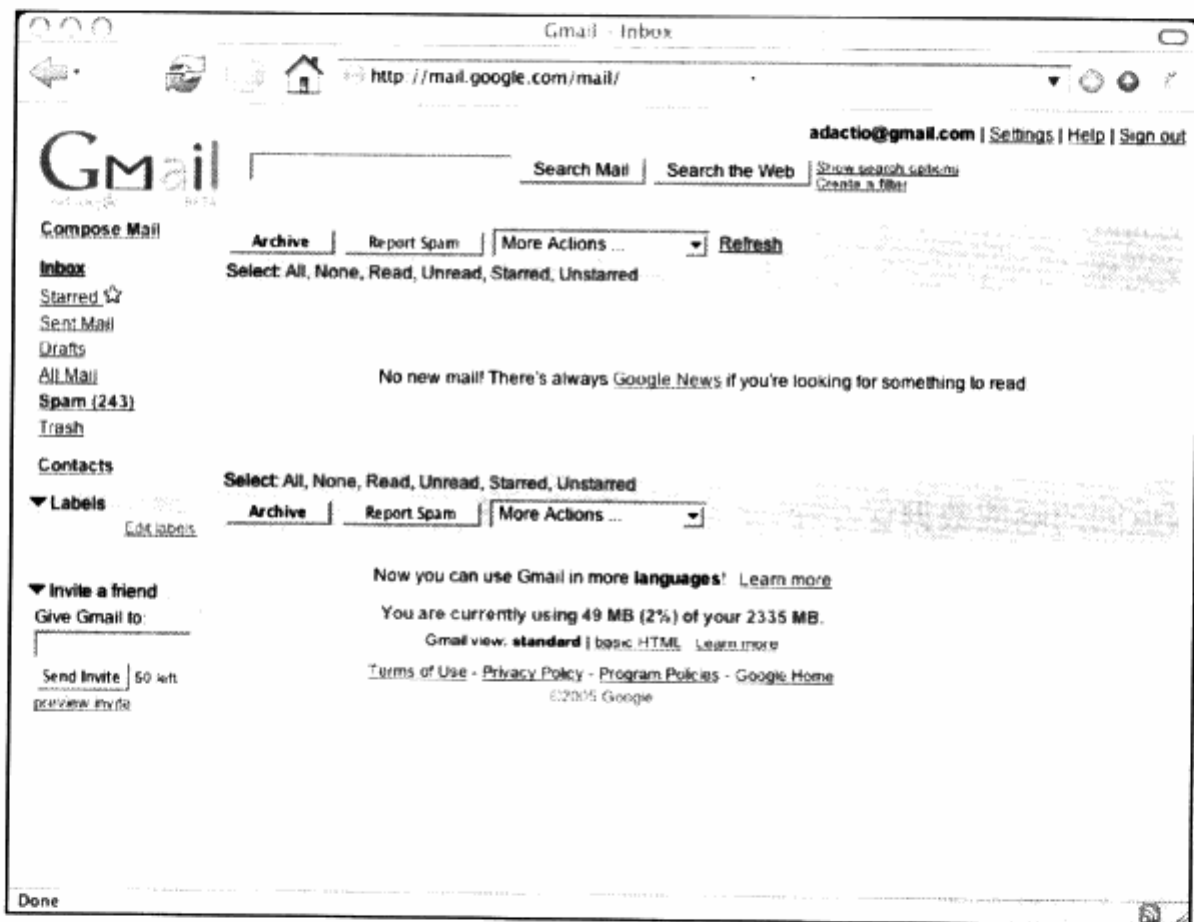 Gmail - Inbox
http://mail.google.com/mail/
adactio@gmail.com | Settings | Help | Sign out
GMail
BETA
Search Mail Search the Web Show search options
Create a filter
Compose Mail
Archive Report Spam More Actions ... Refresh
Select: All, None, Read, Unread, Starred, Unstarred
Inbox
Starred
Sent Mail
Drafts
All Mail
Spam (243)
Trash
Contacts
Labels
Edit labels
No new mail! There's always Google News if you're looking for something to read
Select: All, None, Read, Unread, Starred, Unstarred
Archive Report Spam More Actions ...
Invite a friend
Give Gmail to:
Send Invite 50 left
preview invite
Now you can use Gmail in more languages! Learn more
You are currently using 49 MB (2%) of your 2335 MB.
Gmail view: standard | basic HTML Learn more
Terms of Use - Privacy Policy - Program Policies - Google Home
©2005 Google
Done